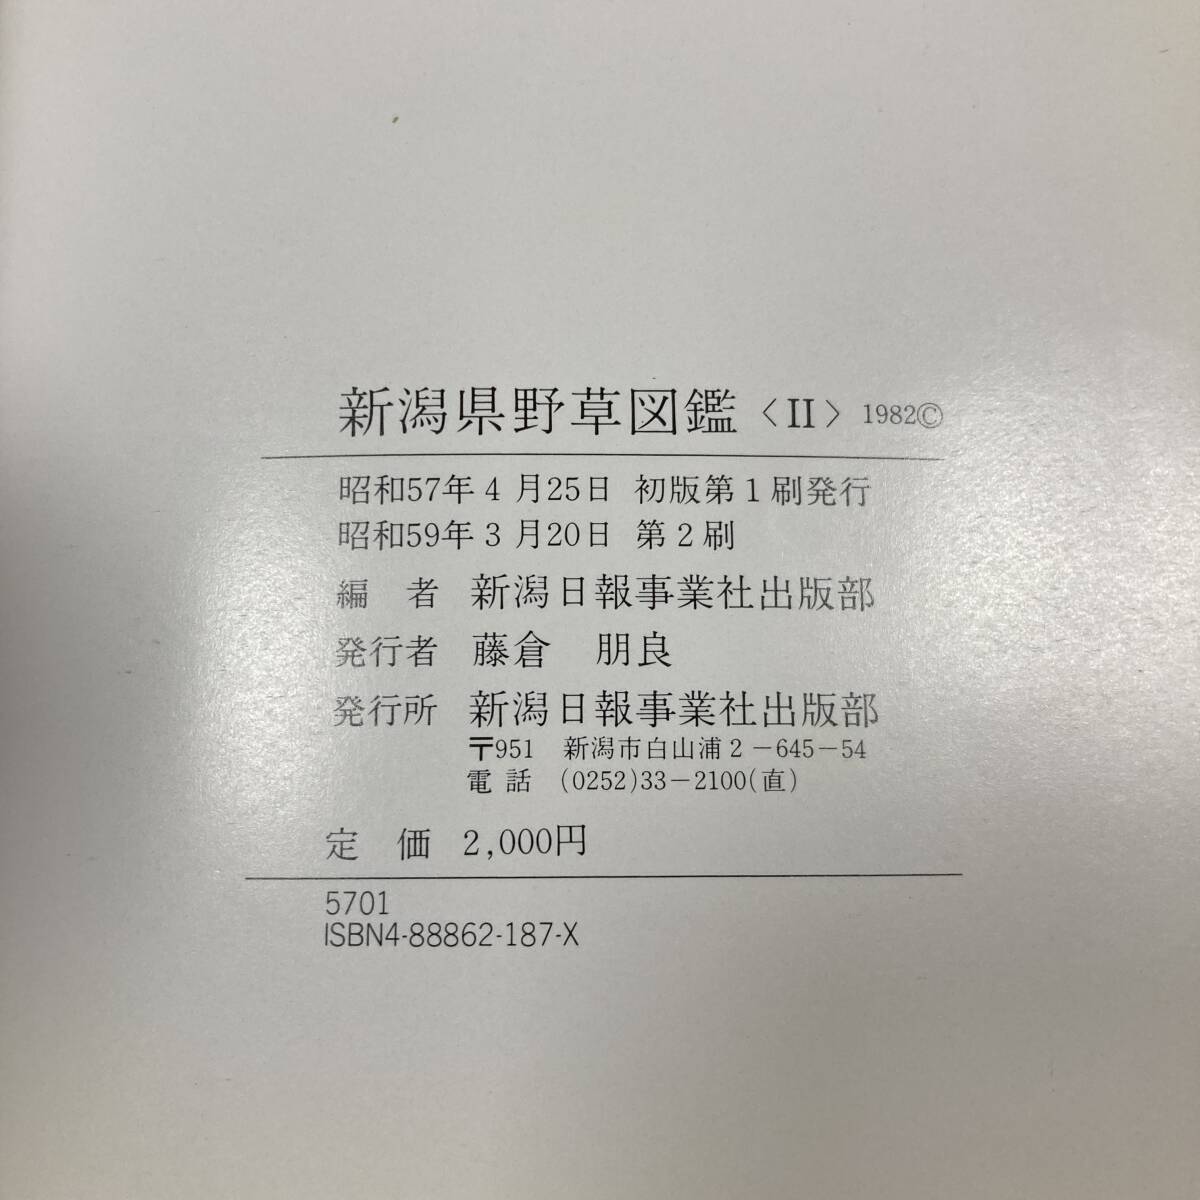 新潟県野草図鑑〈II〉 1982©
昭和57年4月25日 初版第1刷発行
昭和59年3月20日 第2刷
編 者 新潟日報事業社出版部
発行者 藤倉 朋良
発行所 新潟日報事業社出版部
〒951 新潟市白山浦2-645-54
電話 (0252)33-2100(直)
定 価 2,000円
5701
ISBN4-88862-187-X